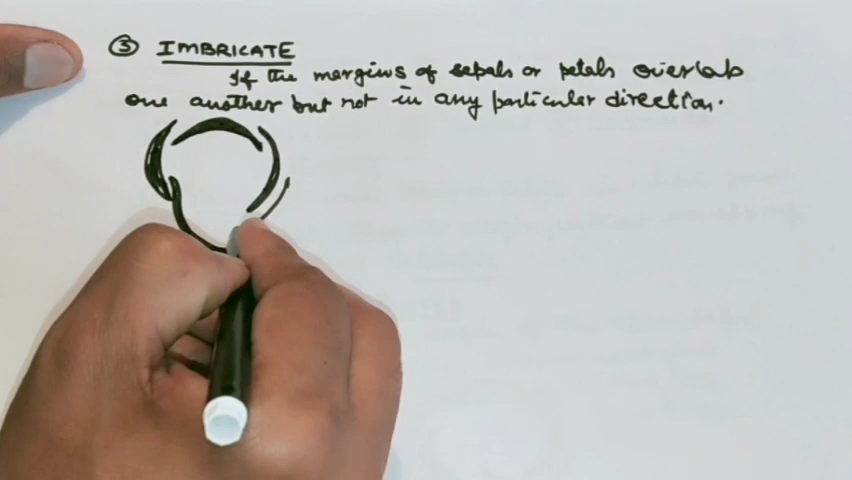 ③ IMBRICATE
If the margins of sepals or petals overlab
one another but not in any particular direction.